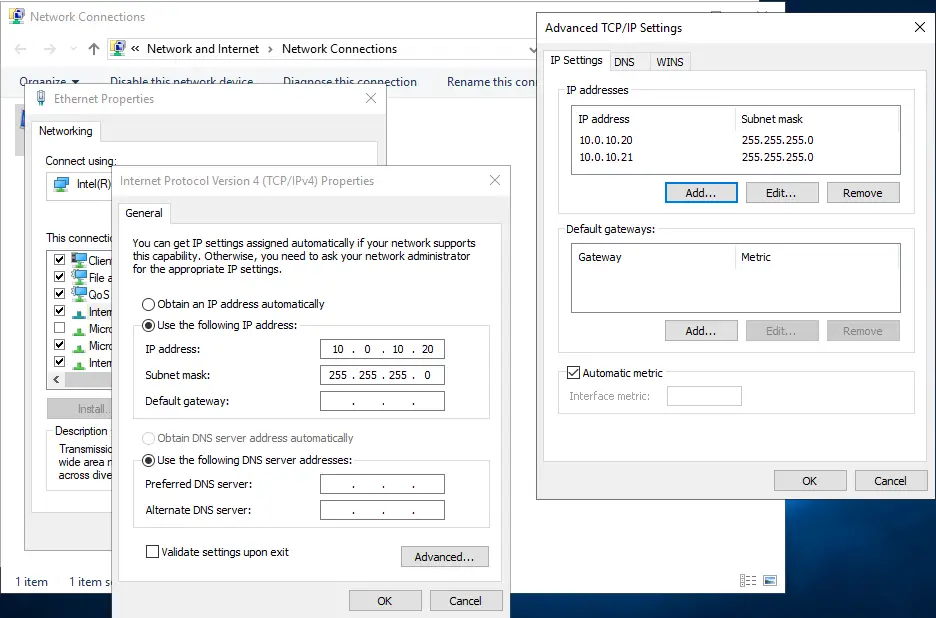 Network Connections
« Network and Internet › Network Connections
Organize Disable this network device Diagnose this connection Rename this con
Ethernet Properties
Networking
Connect using:
Intel(R)
This connecti
Clien
File a
QoS
Inter
Micro
Micro
Inter
Install...
Description
Transmissio
wide area n
across dive
1 item 1 item s
Internet Protocol Version 4 (TCP/IPv4) Properties
General
You can get IP settings assigned automatically if your network supports
this capability. Otherwise, you need to ask your network administrator
for the appropriate IP settings.
Obtain an IP address automatically
Use the following IP address:
IP address: 10 . 0 . 10 . 20
Subnet mask: 255 . 255 . 255 . 0
Default gateway: . . .
Obtain DNS server address automatically
Use the following DNS server addresses:
Preferred DNS server: . . .
Alternate DNS server: . . .
Validate settings upon exit
Advanced...
OK Cancel
Advanced TCP/IP Settings
IP Settings DNS WINS
IP addresses
IP address Subnet mask
10.0.10.20 255.255.255.0
10.0.10.21 255.255.255.0
Add... Edit... Remove
Default gateways:
Gateway Metric
Add... Edit... Remove
Automatic metric
Interface metric:
OK Cancel